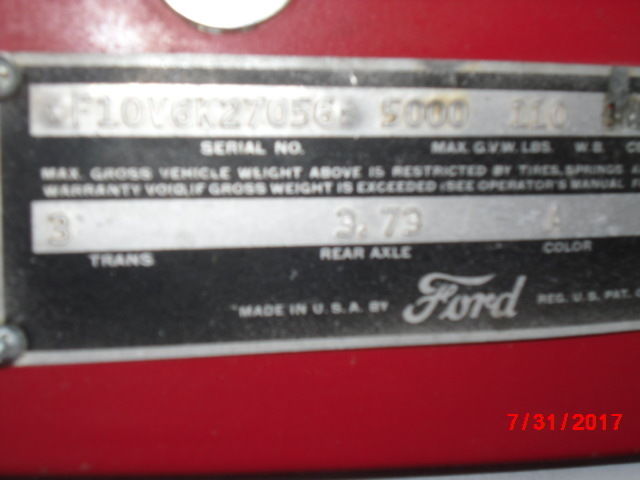 F10V6K27056 5000 110
SERIAL NO. MAX. G.V.W. LBS. W.B.
MAX. GROSS VEHICLE WEIGHT ABOVE IS RESTRICTED BY TIRES, SPRINGS
WARRANTY VOID, IF GROSS WEIGHT IS EXCEEDED (SEE OPERATOR'S MANUAL
3 3.73
TRANS REAR AXLE COLOR
MADE IN U.S.A. BY Ford REG. U.S. PAT.
7/31/2017